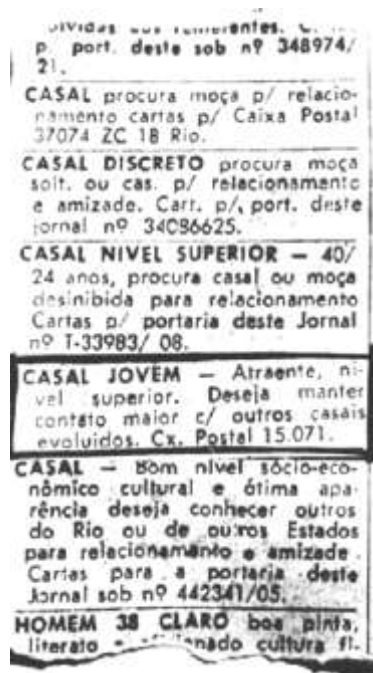 p. port. deste sob nº 348974/
21.
CASAL procura moça p/ relacio-
namento cartas p/ Caixa Postal
37074 ZC 18 Rio.
CASAL DISCRETO procura moça
solt. ou cas. p/ relacionamento
e amizade. Cart. p/, port. deste
jornal nº 34086625.
CASAL NIVEL SUPERIOR — 40/
24 anos, procura casal ou moça
desinibida para relacionamento
Cartas p/ portaria deste Jornal
nº T-33983/ 08.
CASAL JOVEM — Atraente, ni-
vel superior. Deseja manter
contato maior c/ outros casais
evoluidos. Cx. Postal 15.071.
CASAL — Bom nivel sócio-eco-
nômico cultural e ótima apa-
rência deseja conhecer outros
do Rio ou de outros Estados
para relacionamento e amizade.
Cartas para a portaria deste
Jornal sob nº 442341/05.
HOMEM 38 CLARO boa pinta,
literato cultura fi-